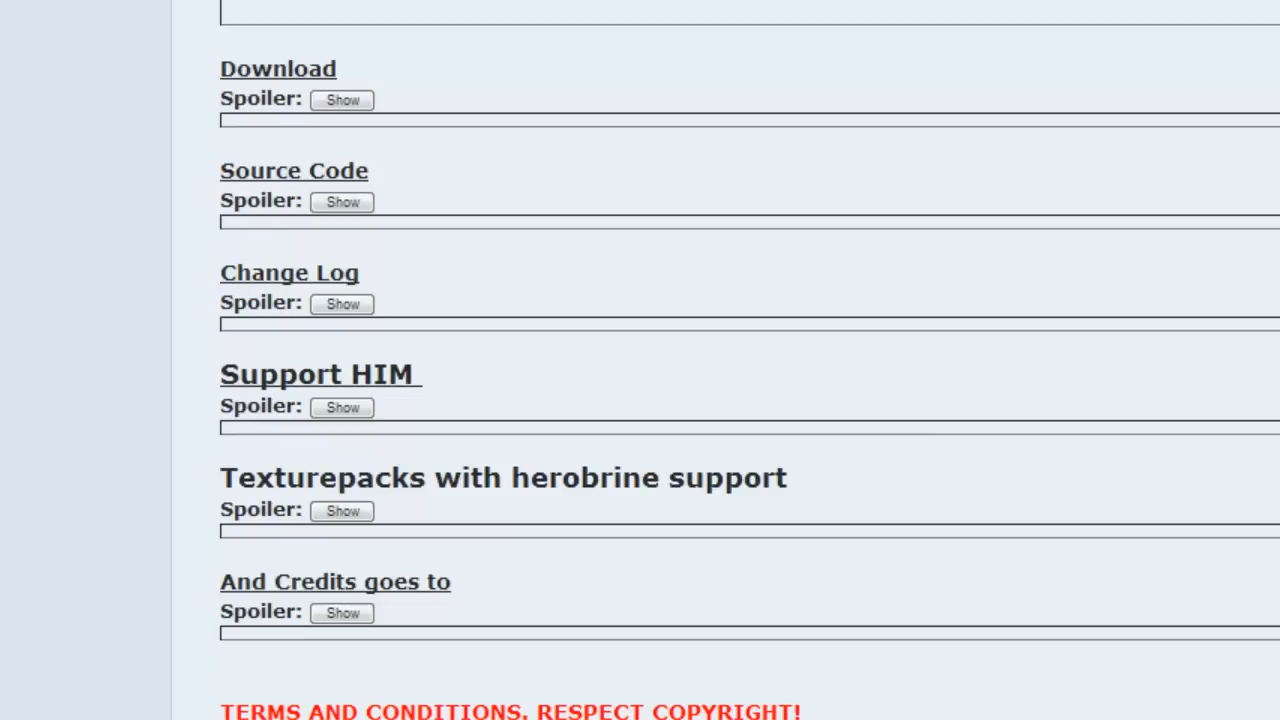 Download
Spoiler: Show
Source Code
Spoiler: Show
Change Log
Spoiler: Show
Support HIM
Spoiler: Show
Texturepacks with herobrine support
Spoiler: Show
And Credits goes to
Spoiler: Show
TERMS AND CONDITIONS. RESPECT COPYRIGHT!